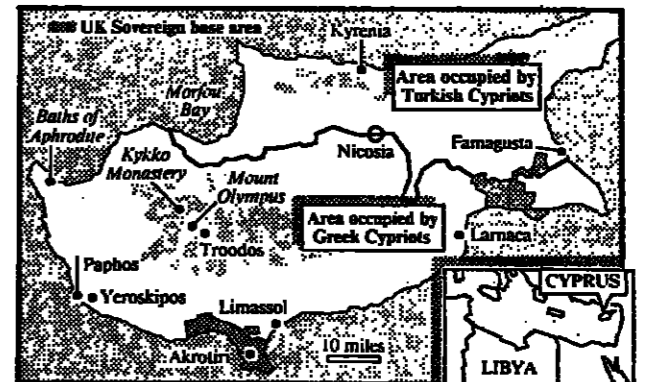 UK Sovereign base area
Kyrenia
Area occupied by
Turkish Cypriots
Morfou
Bay
Baths of
Aphrodite
Kykko
Monastery
Nicosia
Famagusta
Mount
Olympus
Area occupied by
Greek Cypriots
Troodos
Larnaca
Paphos
Yeroskipos
Limassol
Akrotiri
10 miles
CYPRUS
LIBYA